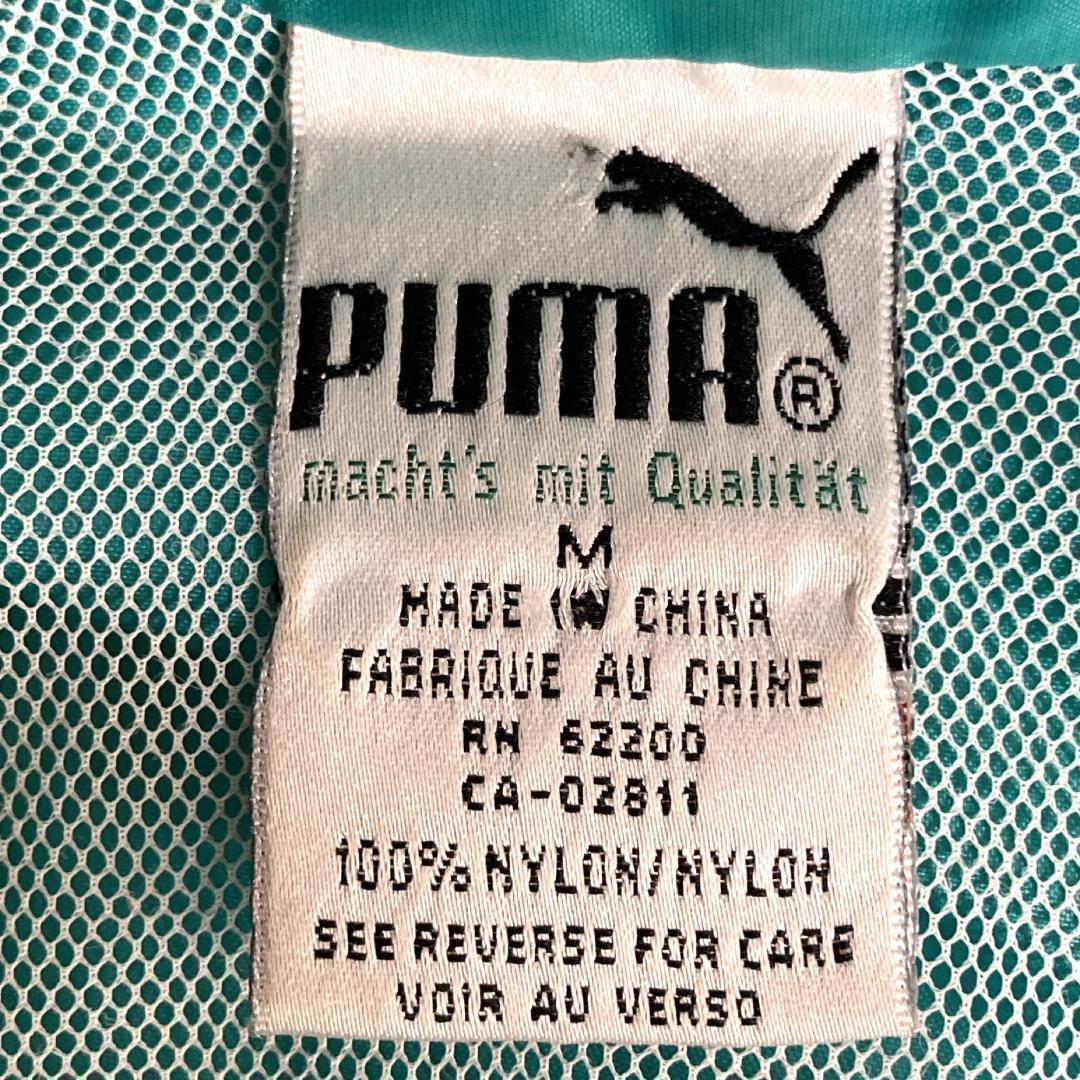 PUMA®
macht's mit Qualität
M
MADE IN CHINA
FABRIQUE AU CHINE
RN 62200
CA-02811
100% NYLON/NYLON
SEE REVERSE FOR CARE
VOIR AU VERSO